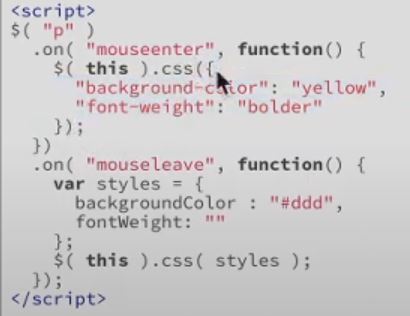 <script>
$( "p" )
  .on( "mouseenter", function() {
    $( this ).css({
      "background-color": "yellow",
      "font-weight": "bolder"
    });
  })
  .on( "mouseleave", function() {
    var styles = {
      backgroundColor : "#ddd",
      fontWeight: ""
    };
    $( this ).css( styles );
  });
</script>